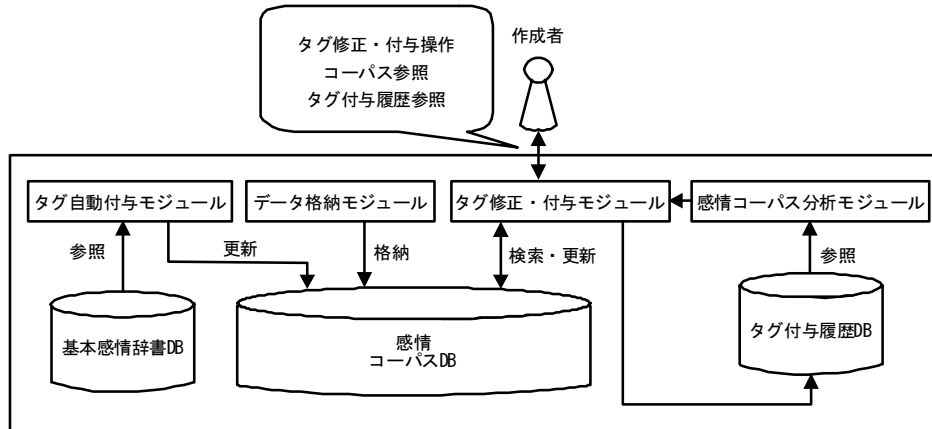 タグ修正・付与操作
コーパス参照
タグ付与履歴参照
作成者
タグ自動付与モジュール
データ格納モジュール
タグ修正・付与モジュール
感情コーパス分析モジュール
参照
更新
格納
検索・更新
参照
基本感情辞書DB
感情
コーパスDB
タグ付与履歴DB